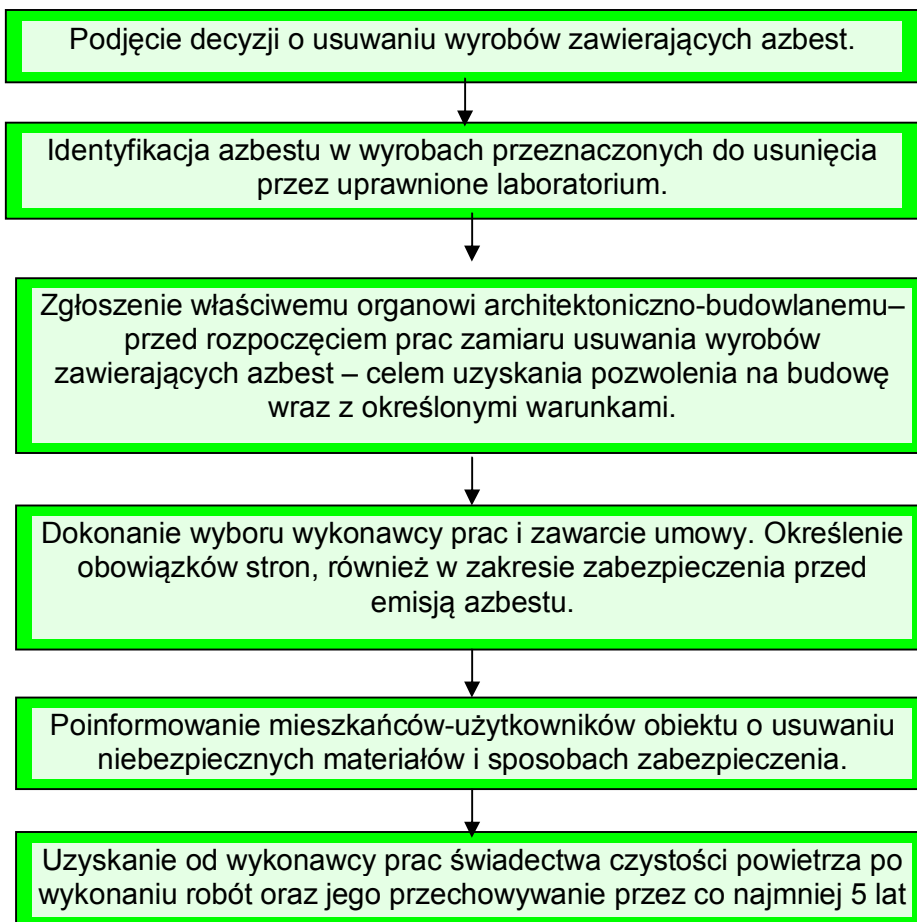 Podjęcie decyzji o usuwaniu wyrobów zawierających azbest.
Identyfikacja azbestu w wyrobach przeznaczonych do usunięcia
przez uprawnione laboratorium.
Zgłoszenie właściwemu organowi architektoniczno-budowlanemu–
przed rozpoczęciem prac zamiaru usuwania wyrobów
zawierających azbest – celem uzyskania pozwolenia na budowę
wraz z określonymi warunkami.
Dokonanie wyboru wykonawcy prac i zawarcie umowy. Określenie
obowiązków stron, również w zakresie zabezpieczenia przed
emisją azbestu.
Poinformowanie mieszkańców-użytkowników obiektu o usuwaniu
niebezpiecznych materiałów i sposobach zabezpieczenia.
Uzyskanie od wykonawcy prac świadectwa czystości powietrza po
wykonaniu robót oraz jego przechowywanie przez co najmniej 5 lat